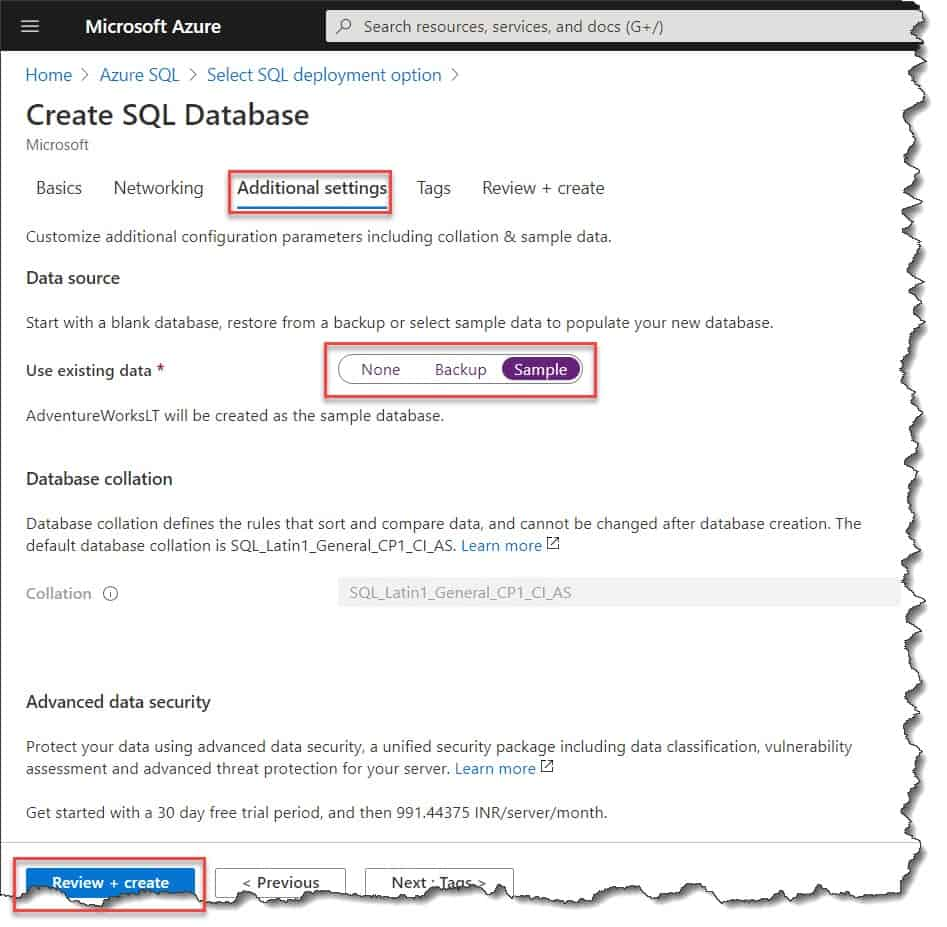 Microsoft Azure
Search resources, services, and docs (G+/)
Home > Azure SQL > Select SQL deployment option >
Create SQL Database
Microsoft
Basics Networking Additional settings Tags Review + create
Customize additional configuration parameters including collation & sample data.
Data source
Start with a blank database, restore from a backup or select sample data to populate your new database.
Use existing data * None Backup Sample
AdventureWorksLT will be created as the sample database.
Database collation
Database collation defines the rules that sort and compare data, and cannot be changed after database creation. The
default database collation is SQL_Latin1_General_CP1_CI_AS. Learn more
Collation SQL_Latin1_General_CP1_CI_AS
Advanced data security
Protect your data using advanced data security, a unified security package including data classification, vulnerability
assessment and advanced threat protection for your server. Learn more
Get started with a 30 day free trial period, and then 991.44375 INR/server/month.
Review + create < Previous Next : Tags >